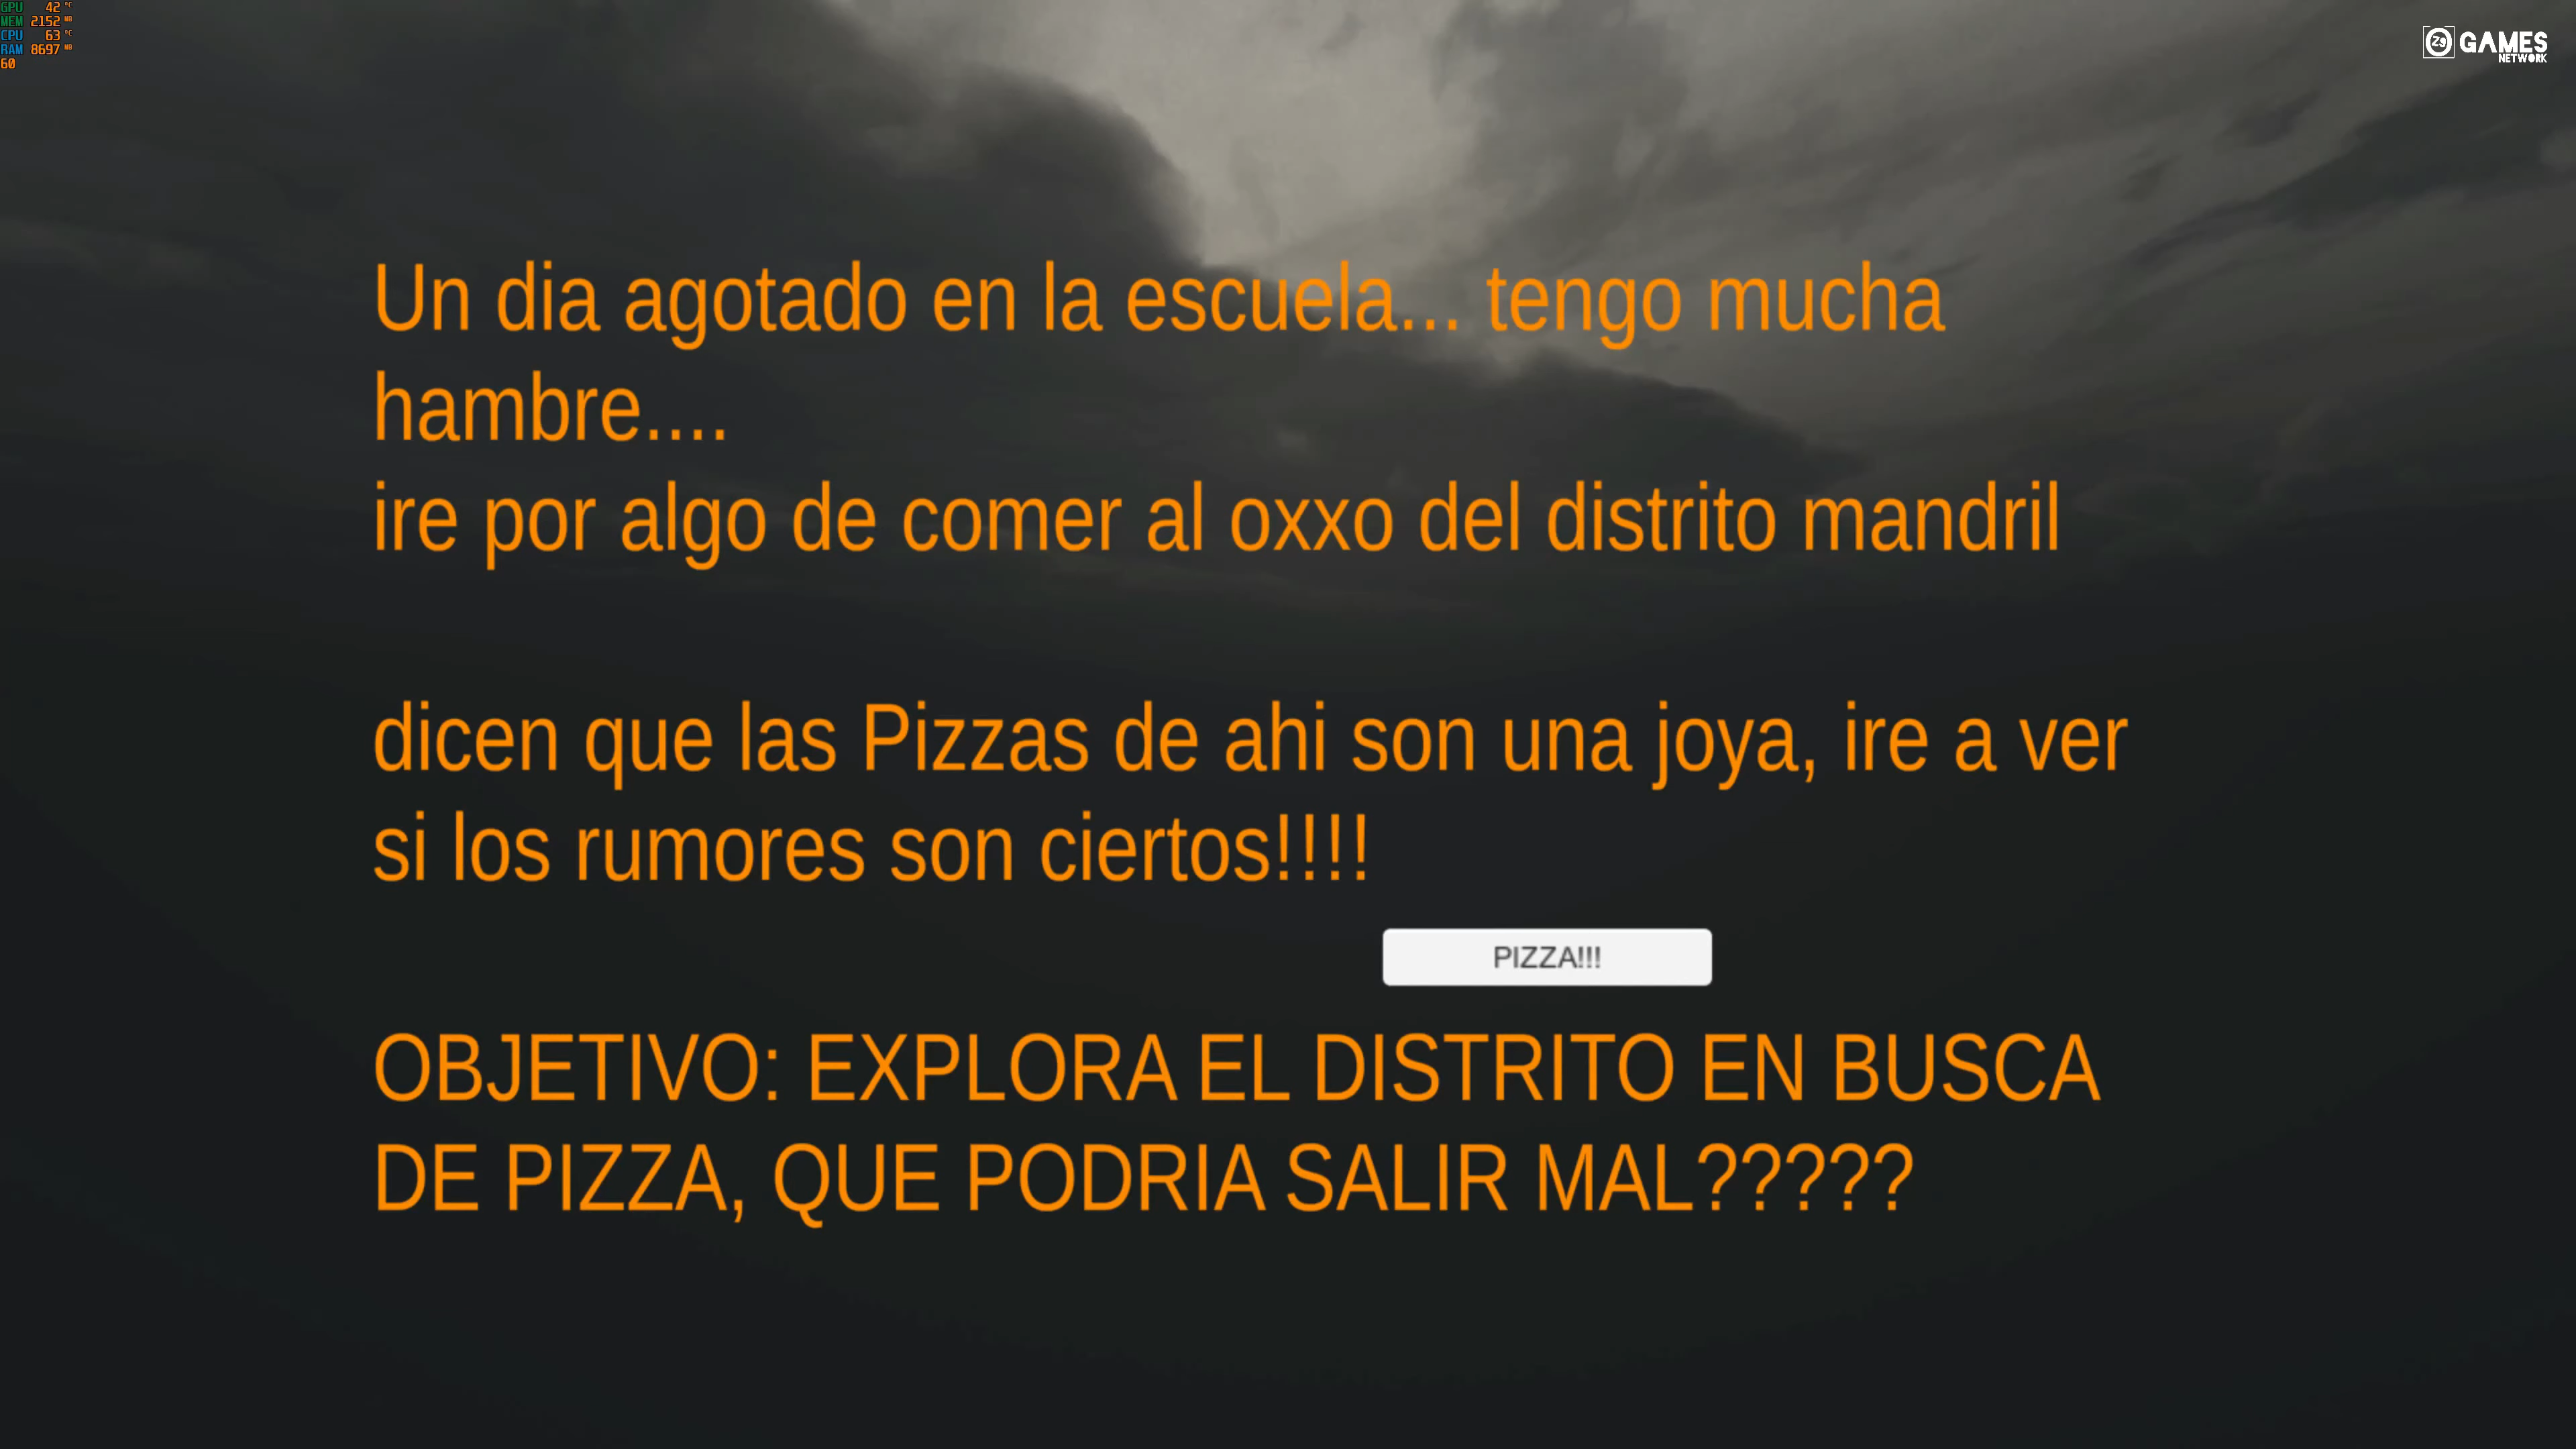 GPU 42 °C
MEM 2152 MB
CPU 63 °C
RAM 8697 MB
60
Z9 GAMES
NETWORK
Un dia agotado en la escuela... tengo mucha
hambre....
ire por algo de comer al oxxo del distrito mandril
dicen que las Pizzas de ahi son una joya, ire a ver
si los rumores son ciertos!!!!
PIZZA!!!
OBJETIVO: EXPLORA EL DISTRITO EN BUSCA
DE PIZZA, QUE PODRIA SALIR MAL?????